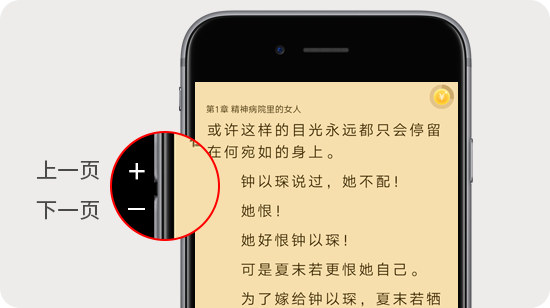 第1章 精神病院里的女人
或许这样的目光永远都只会停留
在何宛如的身上。
钟以琛说过，她不配！
她恨！
她好恨钟以琛！
可是夏末若更恨她自己。
为了嫁给钟以琛，夏末若牺
上一页 +
下一页 −